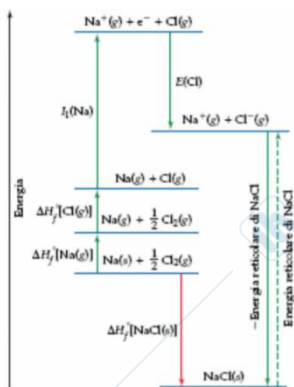 Na⁺(g) + e⁻ + Cl(g)
E(Cl)
I₁(Na)
Na⁺(g) + Cl⁻(g)
Energia
Na(g) + Cl(g)
ΔH°f[Cl(g)]
Na(g) + 1/2 Cl₂(g)
ΔH°f[Na(g)]
Na(s) + 1/2 Cl₂(g)
−Energia reticolare di NaCl
Energia reticolare di NaCl
ΔH°f[NaCl(s)]
NaCl(s)